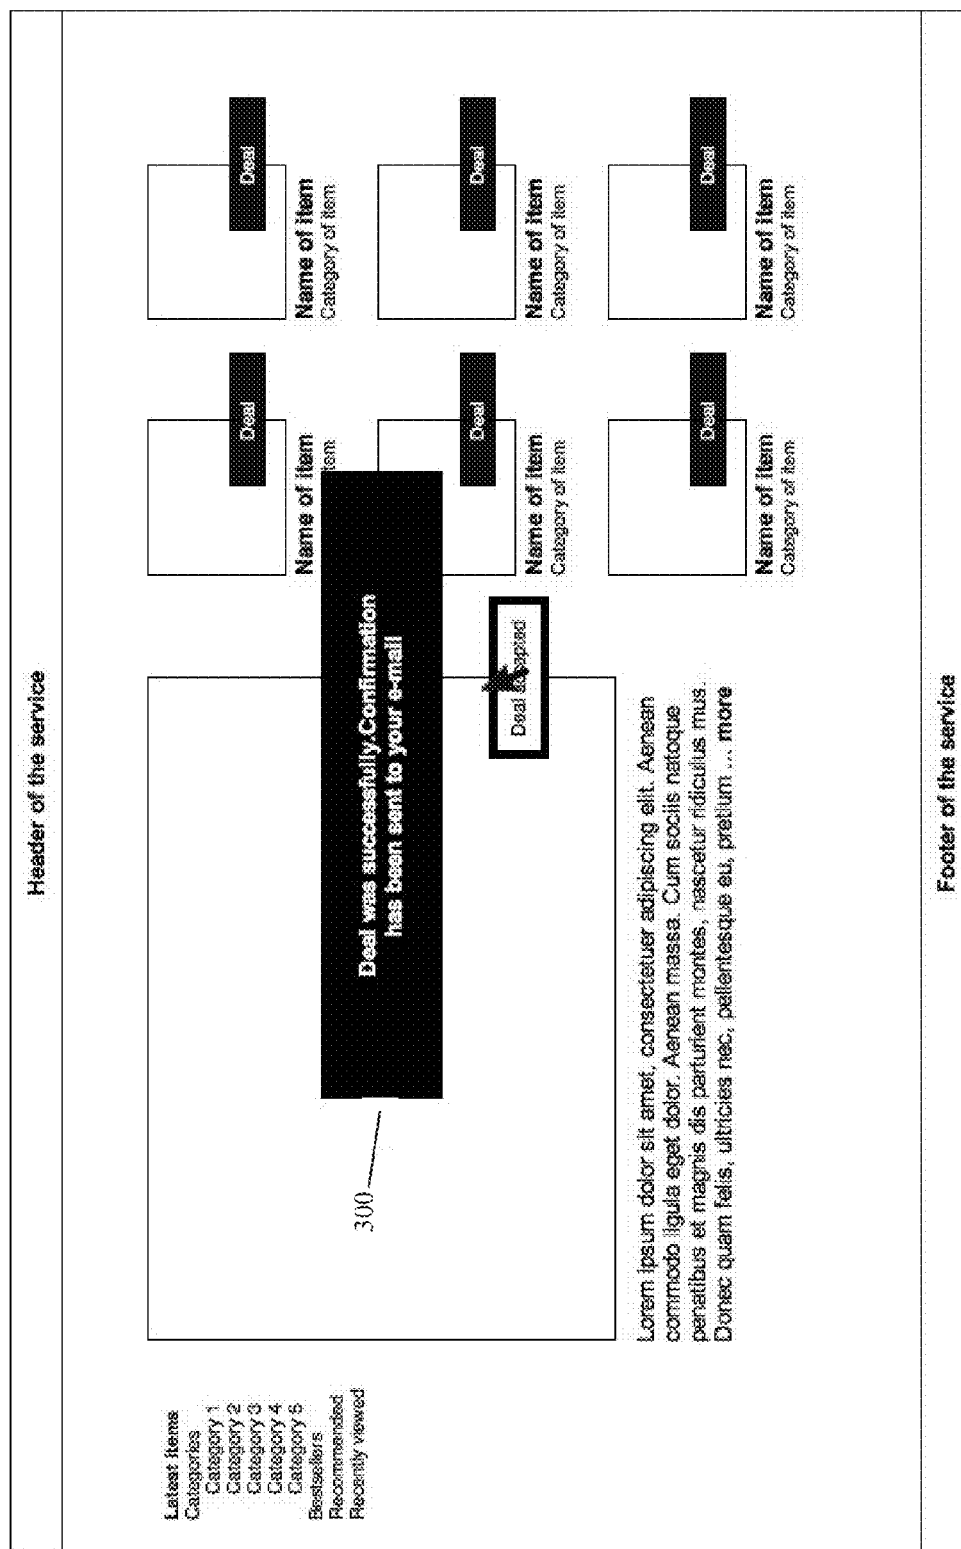 Header of the service
Latest items
Categories
Category 1
Category 2
Category 3
Category 4
Category 5
Bestsellers
Recommended
Recently viewed
300
Deal was successfully.Confirmation
has been sent to your e-mail
Deal accepted
Lorem ipsum dolor sit amet, consectetuer adipiscing elit. Aenean
commodo ligula eget dolor. Aenean massa. Cum sociis natoque
penatibus et magnis dis parturient montes, nascetur ridiculus mus.
Donec quam felis, ultricies nec, pellentesque eu, pretium ... more
Deal
Name of item
item
Deal
Name of item
Category of item
Deal
Name of item
Category of item
Deal
Name of item
Category of item
Deal
Name of item
Category of item
Deal
Name of item
Category of item
Footer of the service